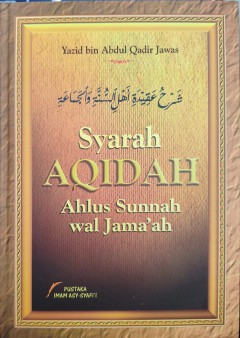 Yazid bin Abdul Qadir Jawas
شرح عقيدة أهل السنة والجماعة
Syarah
AQIDAH
Ahlus Sunnah
wal Jama'ah
PUSTAKA
IMAM ASY-SYAFI'I